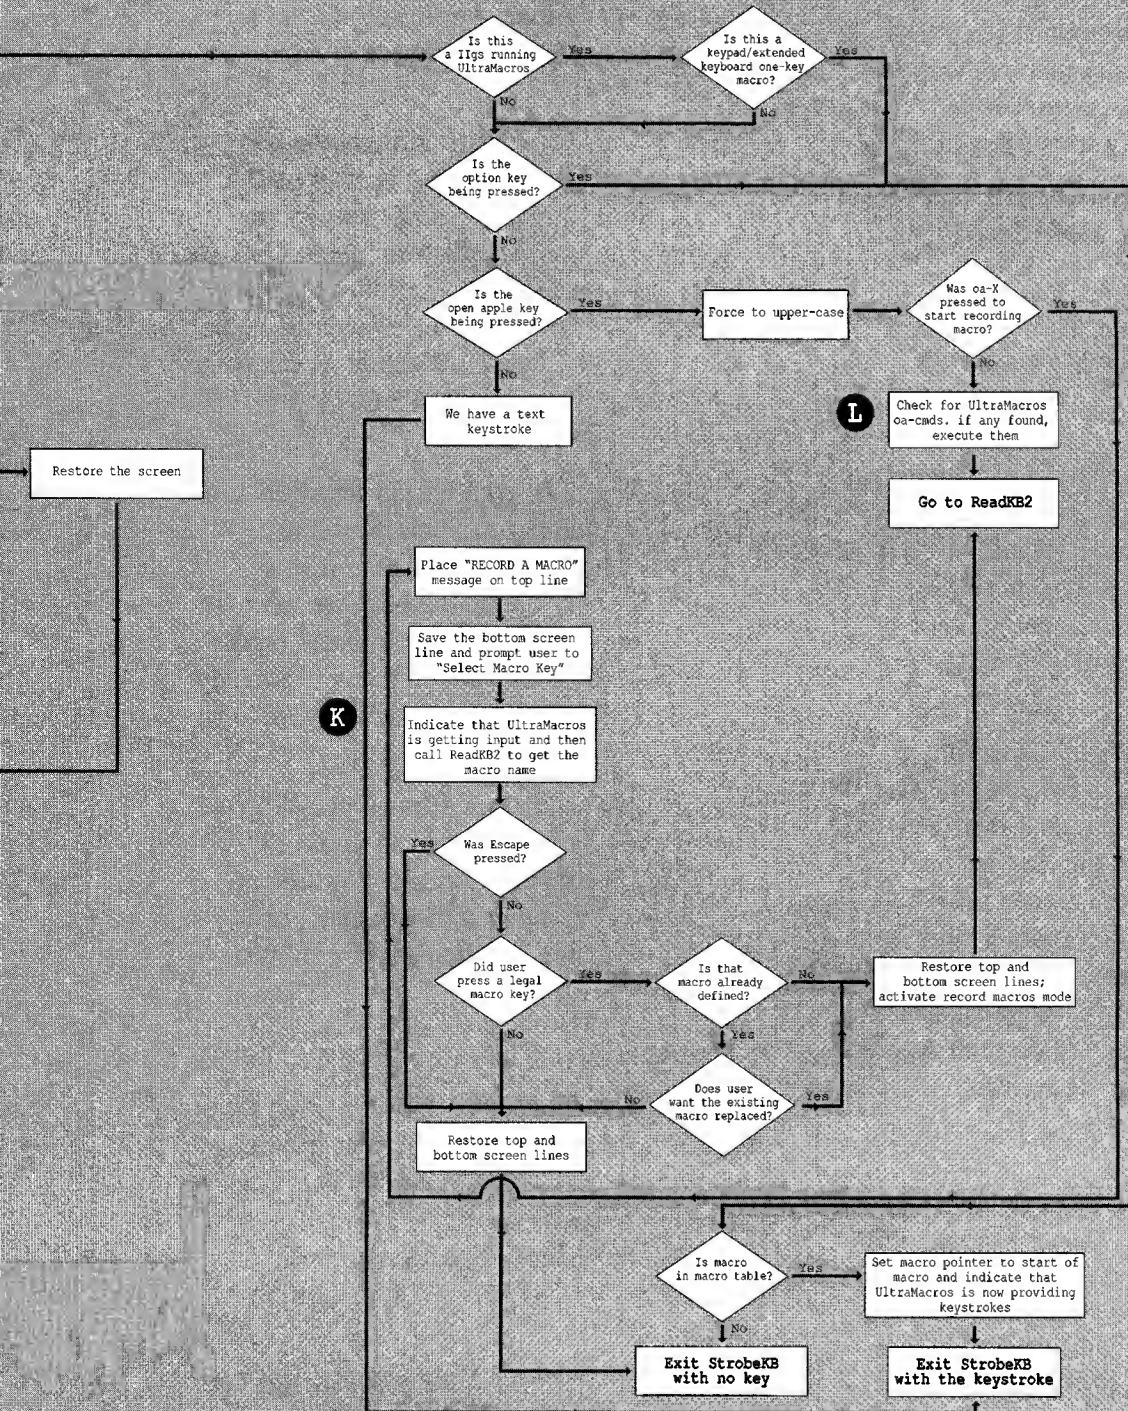 Is this
a IIgs running
UltraMacros
Yes
Is this a
keypad/extended
keyboard one-key
macro?
Yes
No
No
Is the
option key
being pressed?
Yes
No
Is the
open apple key
being pressed?
Yes
Force to upper-case
Was oa-X
pressed to
start recording
macro?
Yes
No
No
We have a text
keystroke
L
Check for UltraMacros
oa-cmds. if any found,
execute them
Restore the screen
Go to ReadKB2
Place "RECORD A MACRO"
message on top line
Save the bottom screen
line and prompt user to
"Select Macro Key"
K
Indicate that UltraMacros
is getting input and then
call ReadKB2 to get the
macro name
Yes
Was Escape
pressed?
No
Did user
press a legal
macro key?
Yes
Is that
macro already
defined?
No
Restore top and
bottom screen lines;
activate record macros mode
No
Yes
Does user
want the existing
macro replaced?
No
Yes
Restore top and
bottom screen lines
Is macro
in macro table?
Yes
Set macro pointer to start of
macro and indicate that
UltraMacros is now providing
keystrokes
No
Exit StrobeKB
with no key
Exit StrobeKB
with the keystroke